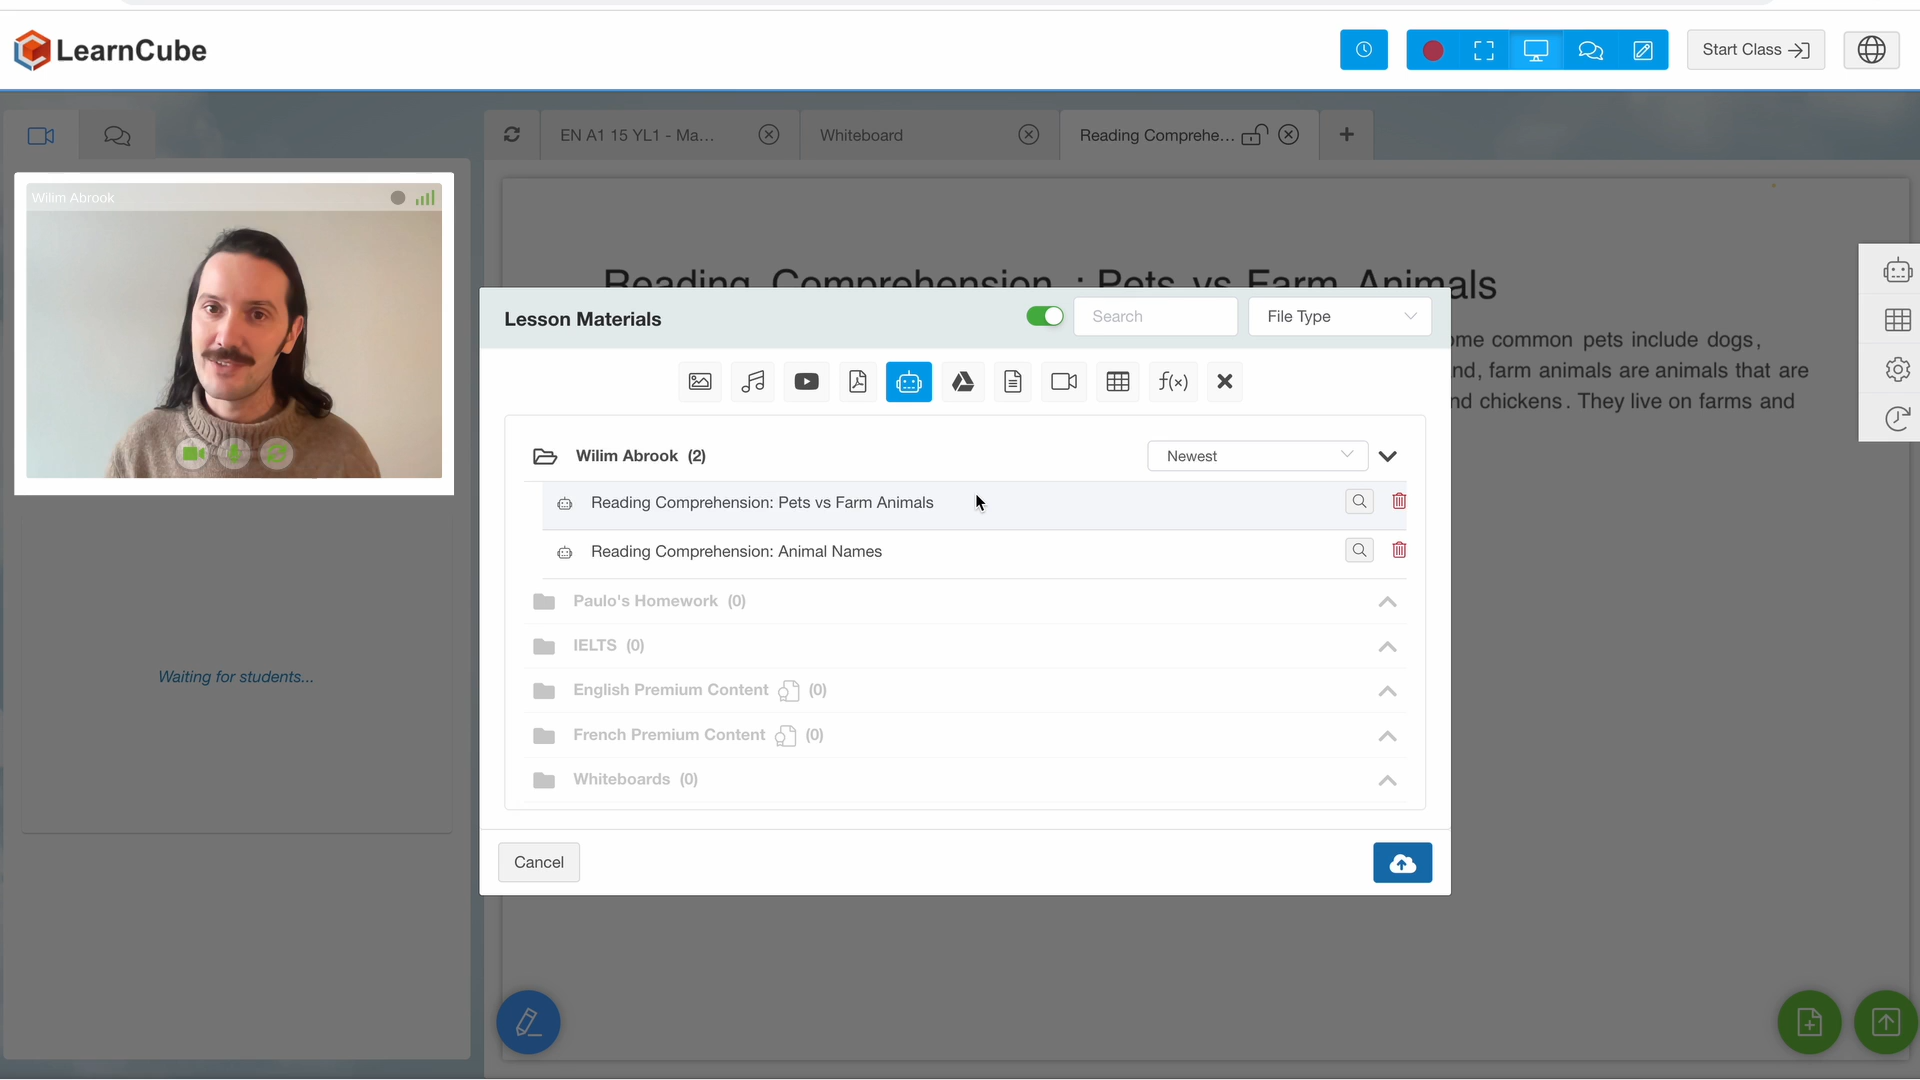 LearnCube
Start Class
EN A1 15 YL1 - Ma...
Whiteboard
Reading Comprehe...
Wilim Abrook
Reading Comprehension : Pets vs Farm Animals
ome common pets include dogs,
nd, farm animals are animals that are
nd chickens. They live on farms and
Lesson Materials
Search
File Type
f(x)
Wilim Abrook (2)
Newest
Reading Comprehension: Pets vs Farm Animals
Reading Comprehension: Animal Names
Paulo's Homework (0)
IELTS (0)
English Premium Content (0)
French Premium Content (0)
Whiteboards (0)
Waiting for students...
Cancel